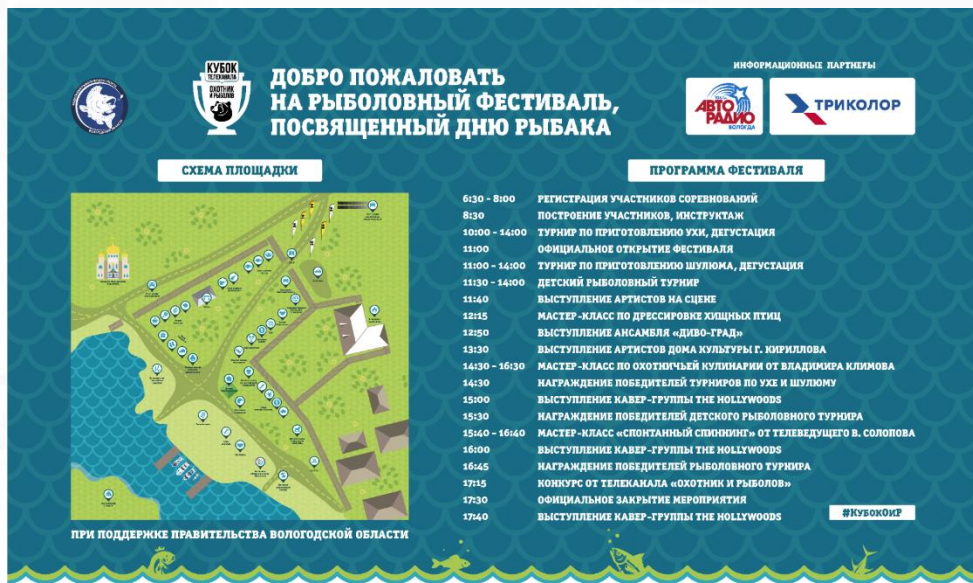 КУБОК
ТЕЛЕКАНАЛА
ОХОТНИК
И РЫБОЛОВ
ДОБРО ПОЖАЛОВАТЬ
НА РЫБОЛОВНЫЙ ФЕСТИВАЛЬ,
ПОСВЯЩЕННЫЙ ДНЮ РЫБАКА
ИНФОРМАЦИОННЫЕ ПАРТНЕРЫ
АВТО
РАДИО
ВОЛОГДА
ТРИКОЛОР
СХЕМА ПЛОЩАДКИ
ПРИ ПОДДЕРЖКЕ ПРАВИТЕЛЬСТВА ВОЛОГОДСКОЙ ОБЛАСТИ
ПРОГРАММА ФЕСТИВАЛЯ
6:30 - 8:00 РЕГИСТРАЦИЯ УЧАСТНИКОВ СОРЕВНОВАНИЙ
8:30 ПОСТРОЕНИЕ УЧАСТНИКОВ, ИНСТРУКТАЖ
10:00 - 14:00 ТУРНИР ПО ПРИГОТОВЛЕНИЮ УХИ, ДЕГУСТАЦИЯ
11:00 ОФИЦИАЛЬНОЕ ОТКРЫТИЕ ФЕСТИВАЛЯ
11:00 - 14:00 ТУРНИР ПО ПРИГОТОВЛЕНИЮ ШУЛЮМА, ДЕГУСТАЦИЯ
11:30 - 14:00 ДЕТСКИЙ РЫБОЛОВНЫЙ ТУРНИР
11:40 ВЫСТУПЛЕНИЕ АРТИСТОВ НА СЦЕНЕ
12:15 МАСТЕР-КЛАСС ПО ДРЕССИРОВКЕ ХИЩНЫХ ПТИЦ
12:50 ВЫСТУПЛЕНИЕ АНСАМБЛЯ «ДИВО-ГРАД»
13:30 ВЫСТУПЛЕНИЕ АРТИСТОВ ДОМА КУЛЬТУРЫ Г. КИРИЛЛОВА
14:30 - 16:30 МАСТЕР-КЛАСС ПО ОХОТНИЧЬЕЙ КУЛИНАРИИ ОТ ВЛАДИМИРА КЛИМОВА
14:30 НАГРАЖДЕНИЕ ПОБЕДИТЕЛЕЙ ТУРНИРОВ ПО УХЕ И ШУЛЮМУ
15:00 ВЫСТУПЛЕНИЕ КАВЕР-ГРУППЫ THE HOLLYWOODS
15:30 НАГРАЖДЕНИЕ ПОБЕДИТЕЛЕЙ ДЕТСКОГО РЫБОЛОВНОГО ТУРНИРА
15:40 - 16:40 МАСТЕР-КЛАСС «СПОНТАННЫЙ СПИННИНГ» ОТ ТЕЛЕВЕДУЩЕГО В. СОЛОПОВА
16:00 ВЫСТУПЛЕНИЕ КАВЕР-ГРУППЫ THE HOLLYWOODS
16:45 НАГРАЖДЕНИЕ ПОБЕДИТЕЛЕЙ РЫБОЛОВНОГО ТУРНИРА
17:15 КОНКУРС ОТ ТЕЛЕКАНАЛА «ОХОТНИК И РЫБОЛОВ»
17:30 ОФИЦИАЛЬНОЕ ЗАКРЫТИЕ МЕРОПРИЯТИЯ
17:40 ВЫСТУПЛЕНИЕ КАВЕР-ГРУППЫ THE HOLLYWOODS
#КУБОКОИР